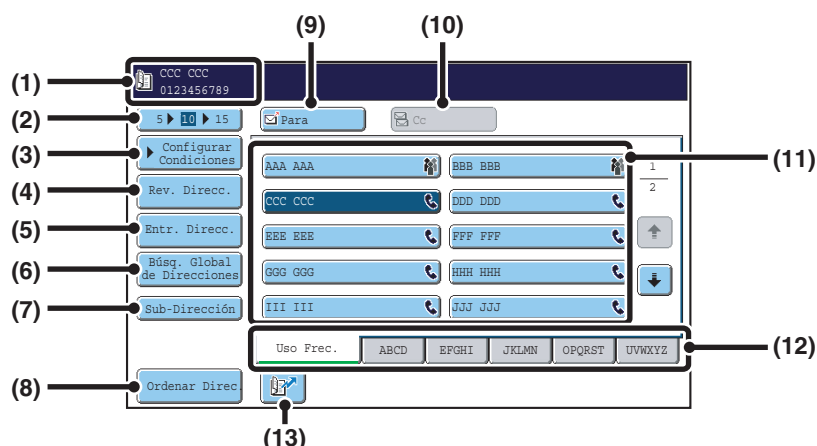 (9)
(10)
(1)
CCC CCC
0123456789
(2)
5 10 15
Para
Cc
(3)
Configurar
Condiciones
AAA AAA
BBB BBB
1
(11)
2
(4)
Rev. Direcc.
CCC CCC
DDD DDD
(5)
Entr. Direcc.
EEE EEE
FFF FFF
(6)
Búsq. Global
de Direcciones
GGG GGG
HHH HHH
(7)
Sub-Dirección
III III
JJJ JJJ
Uso Frec.
ABCD
EFGHI
JKLMN
OPQRST
UVWXYZ
(12)
(8)
Ordenar Direc.
(13)